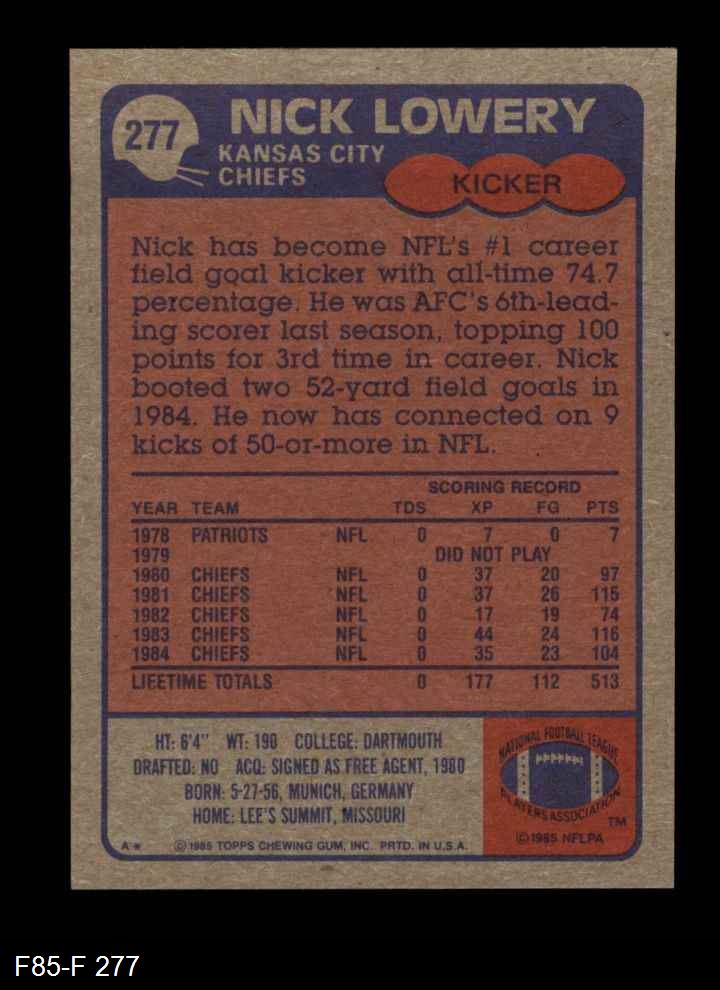 277
NICK LOWERY
KANSAS CITY
CHIEFS
KICKER
Nick has become NFL's #1 career
field goal kicker with all-time 74.7
percentage. He was AFC's 6th-lead-
ing scorer last season, topping 100
points for 3rd time in career. Nick
booted two 52-yard field goals in
1984. He now has connected on 9
kicks of 50-or-more in NFL.
SCORING RECORD
YEAR TEAM TDS XP FG PTS
1978 PATRIOTS NFL 0 7 0 7
1979 DID NOT PLAY
1980 CHIEFS NFL 0 37 20 97
1981 CHIEFS NFL 0 37 26 115
1982 CHIEFS NFL 0 17 19 74
1983 CHIEFS NFL 0 44 24 116
1984 CHIEFS NFL 0 35 23 104
LIFETIME TOTALS 0 177 112 513
HT: 6'4" WT: 190 COLLEGE: DARTMOUTH
DRAFTED: NO ACQ: SIGNED AS FREE AGENT, 1980
BORN: 5-27-56, MUNICH, GERMANY
HOME: LEE'S SUMMIT, MISSOURI
A* © 1985 TOPPS CHEWING GUM, INC. PRTD. IN U.S.A.
NATIONAL FOOTBALL LEAGUE
PLAYERS ASSOCIATION
TM
© 1985 NFLPA
F85-F 277